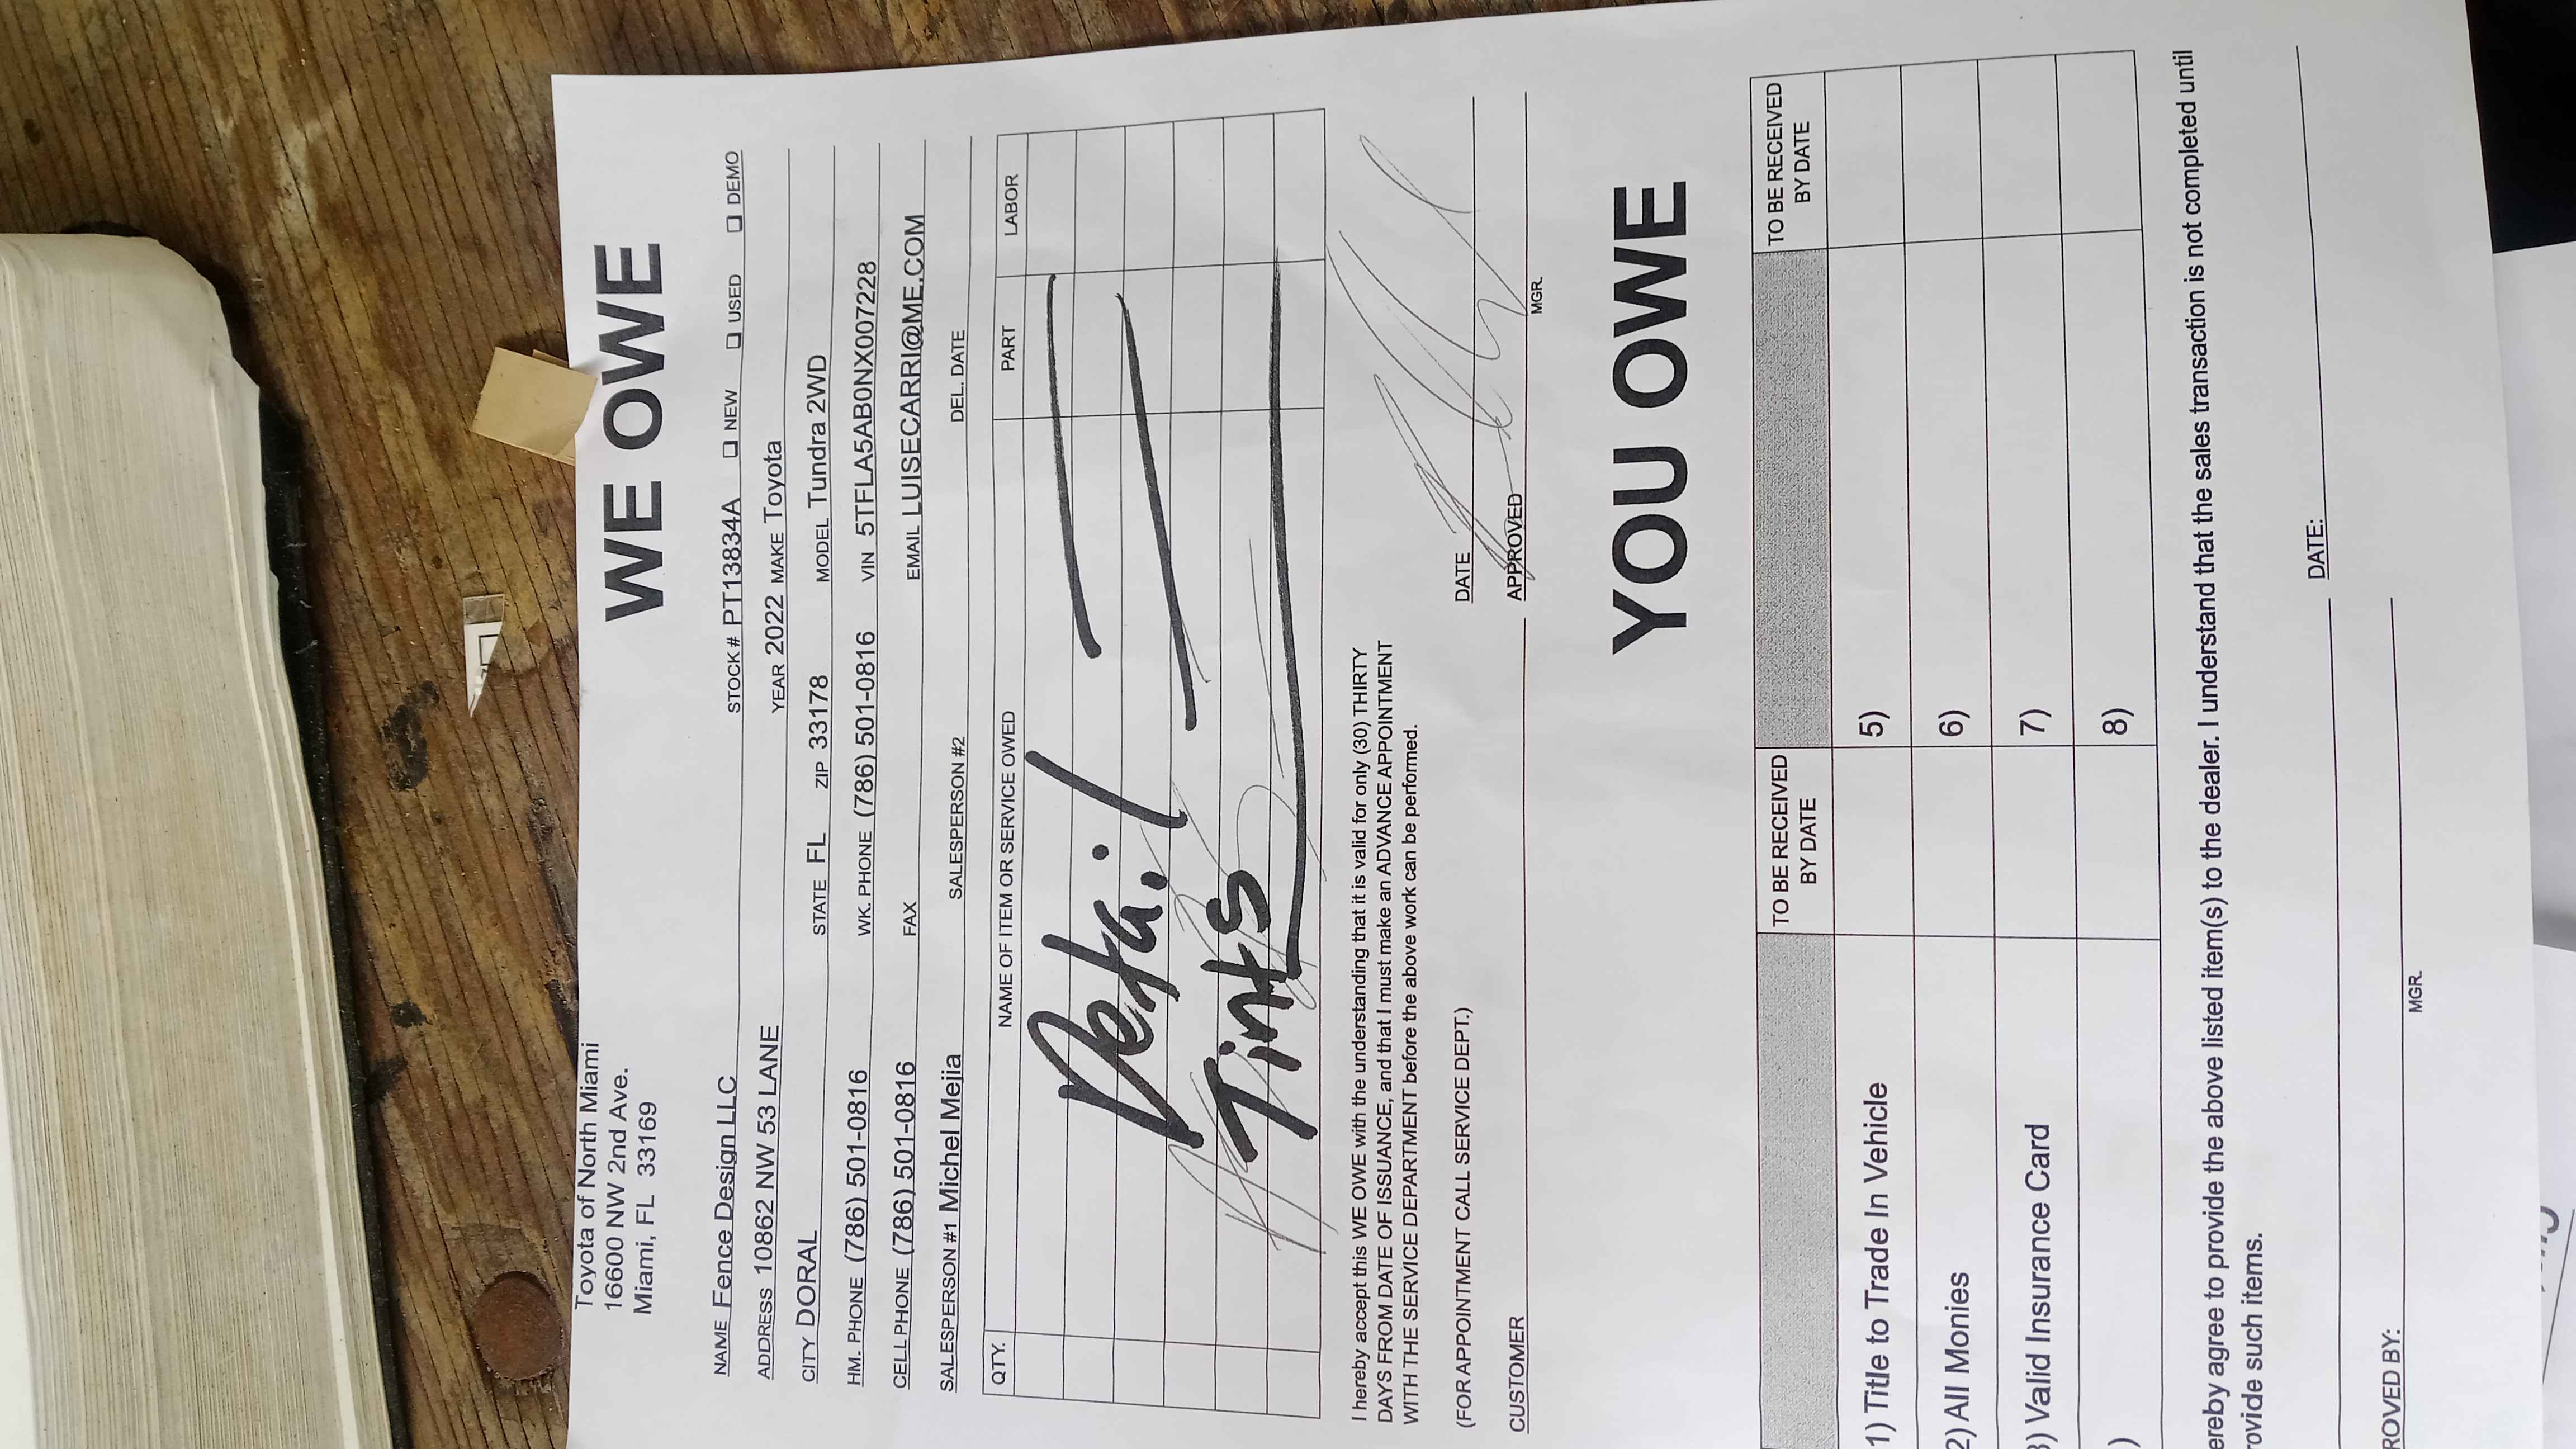 Toyota of North Miami
16600 NW 2nd Ave.
Miami, FL 33169
WE OWE
NAME Fence Design LLC STOCK # PT13834A ❑ NEW ❑ USED ❑ DEMO
ADDRESS 10862 NW 53 LANE YEAR 2022 MAKE Toyota
CITY DORAL STATE FL ZIP 33178 MODEL Tundra 2WD
HM. PHONE (786) 501-0816 WK. PHONE (786) 501-0816 VIN 5TFLA5AB0NX007228
CELL PHONE (786) 501-0816 FAX EMAIL LUISECARRI@ME.COM
SALESPERSON #1 Michel Mejia SALESPERSON #2 DEL. DATE
QTY. NAME OF ITEM OR SERVICE OWED PART LABOR
Detail
Tints
I hereby accept this WE OWE with the understanding that it is valid for only (30) THIRTY
DAYS FROM DATE OF ISSUANCE, and that I must make an ADVANCE APPOINTMENT
WITH THE SERVICE DEPARTMENT before the above work can be performed.
(FOR APPOINTMENT CALL SERVICE DEPT.) DATE
CUSTOMER APPROVED
MGR.
YOU OWE
TO BE RECEIVED BY DATE TO BE RECEIVED BY DATE
1) Title to Trade In Vehicle 5)
2) All Monies 6)
3) Valid Insurance Card 7)
) 8)
ereby agree to provide the above listed item(s) to the dealer. I understand that the sales transaction is not completed until
rovide such items.
DATE:
ROVED BY:
MGR.